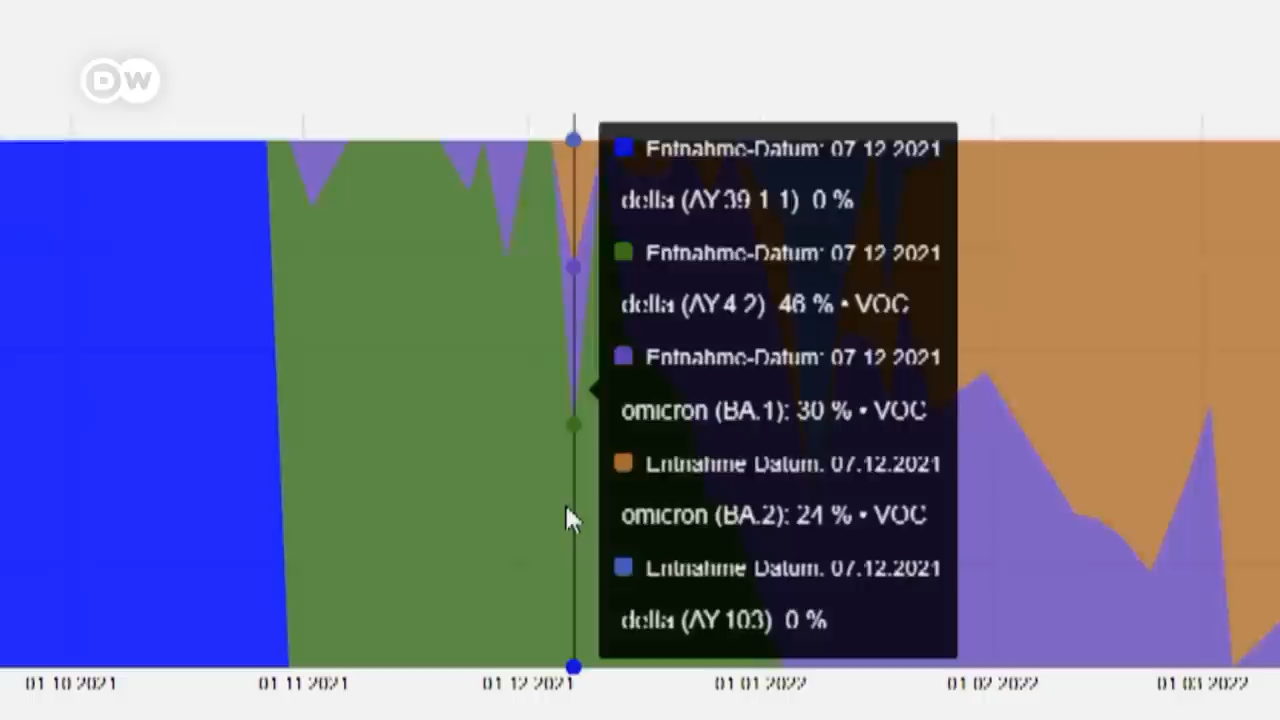 DW
Entnahme-Datum: 07.12.2021
delta (AY.39.1.1) 0 %
Entnahme-Datum: 07.12.2021
delta (AY.4.2) 46 % • VOC
Entnahme-Datum: 07.12.2021
omicron (BA.1): 30 % • VOC
Entnahme-Datum: 07.12.2021
omicron (BA.2): 24 % • VOC
Entnahme-Datum: 07.12.2021
delta (AY.103) 0 %
01.10.2021 01.11.2021 01.12.2021 01.01.2022 01.02.2022 01.03.2022